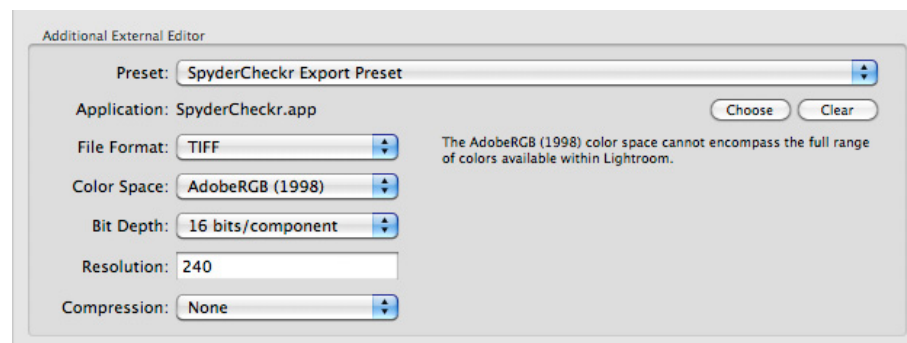 Additional External Editor
Preset: SpyderCheckr Export Preset
Application: SpyderCheckr.app Choose Clear
File Format: TIFF The AdobeRGB (1998) color space cannot encompass the full range
of colors available within Lightroom.
Color Space: AdobeRGB (1998)
Bit Depth: 16 bits/component
Resolution: 240
Compression: None